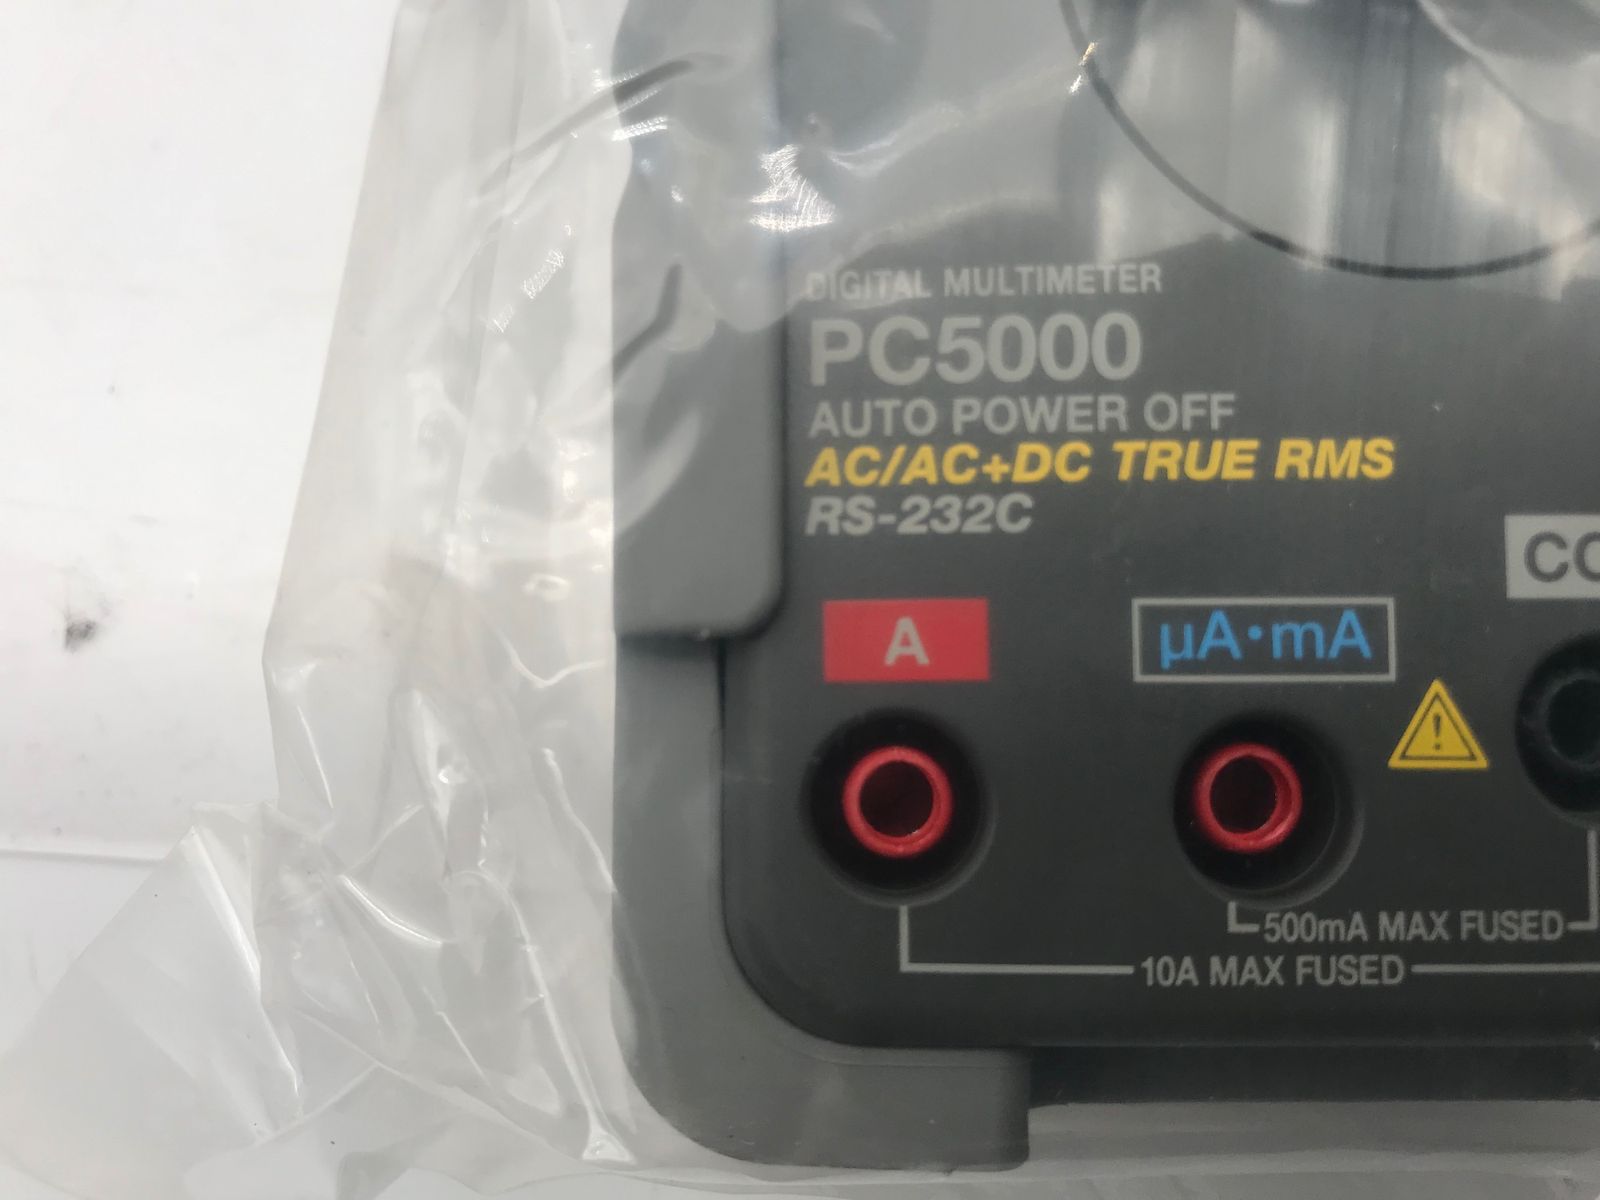 DIGITAL MULTIMETER
PC5000
AUTO POWER OFF
AC/AC+DC TRUE RMS
RS-232C
A
µA•mA
500mA MAX FUSED
10A MAX FUSED